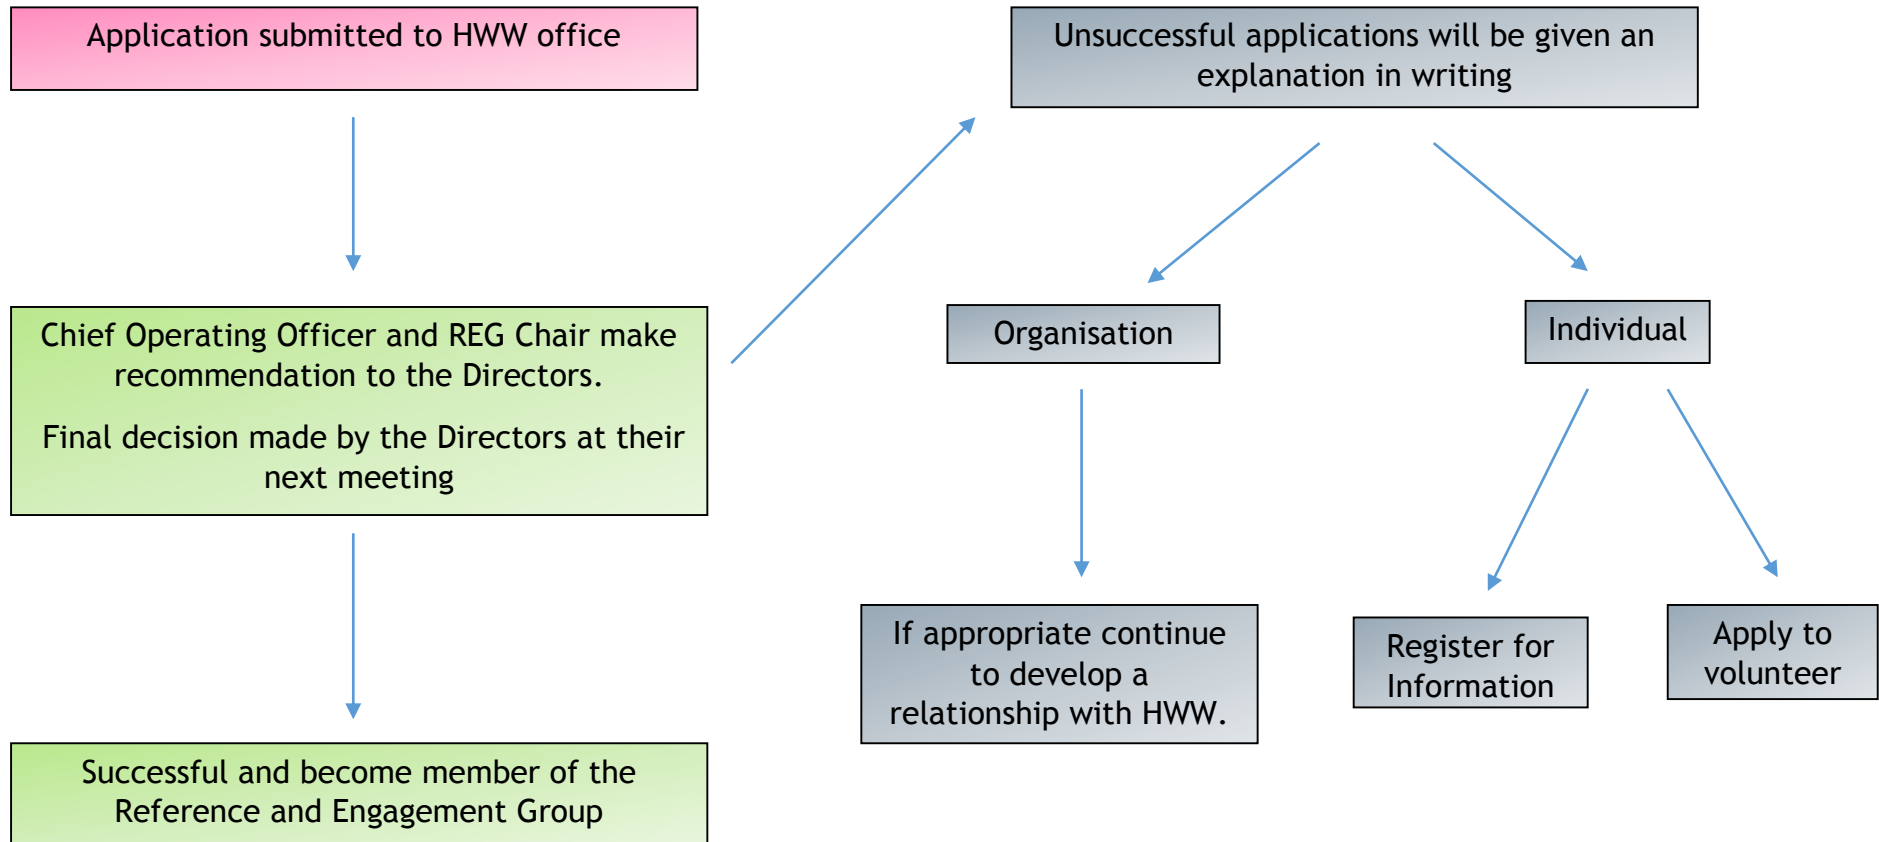 Application submitted to HWW office
Unsuccessful applications will be given an
explanation in writing
Chief Operating Officer and REG Chair make
recommendation to the Directors.
Final decision made by the Directors at their
next meeting
Organisation
Individual
If appropriate continue
to develop a
relationship with HWW.
Register for
Information
Apply to
volunteer
Successful and become member of the
Reference and Engagement Group